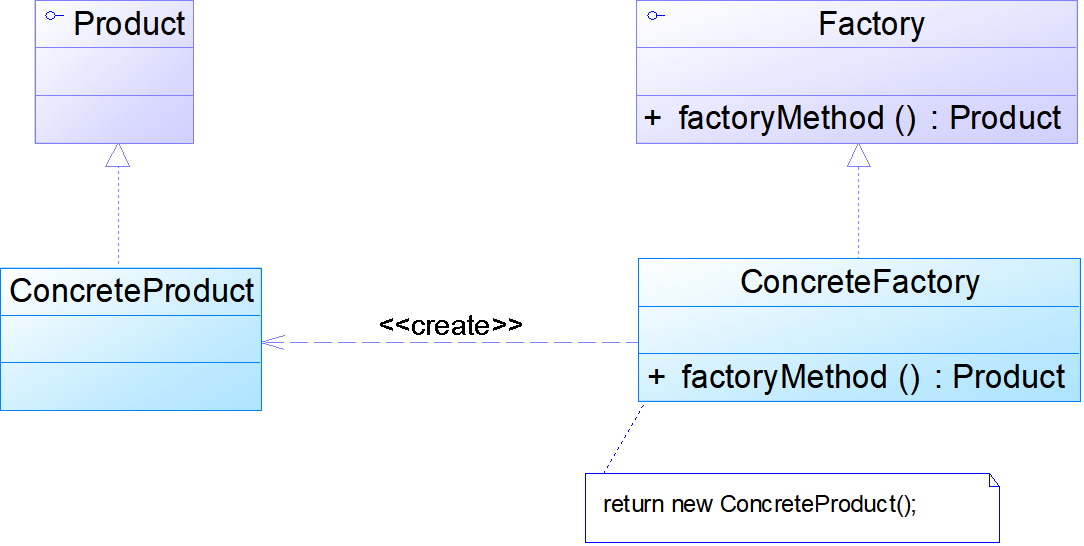 Product
Factory
+ factoryMethod () : Product
ConcreteProduct
ConcreteFactory
<<create>>
+ factoryMethod () : Product
return new ConcreteProduct();